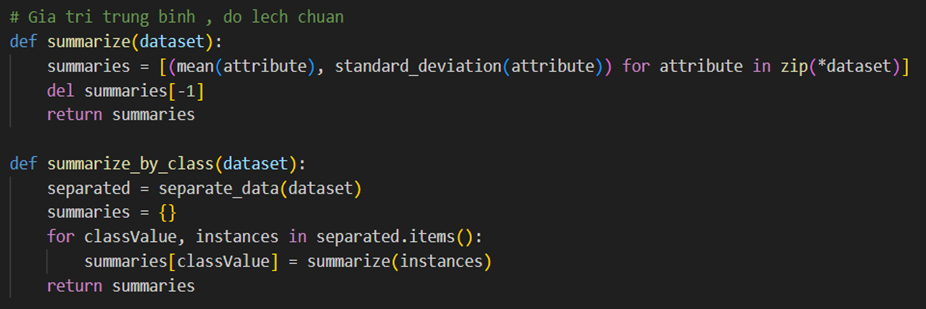 # Gia tri trung binh , do lech chuan
def summarize(dataset):
    summaries = [(mean(attribute), standard_deviation(attribute)) for attribute in zip(*dataset)]
    del summaries[-1]
    return summaries

def summarize_by_class(dataset):
    separated = separate_data(dataset)
    summaries = {}
    for classValue, instances in separated.items():
        summaries[classValue] = summarize(instances)
    return summaries